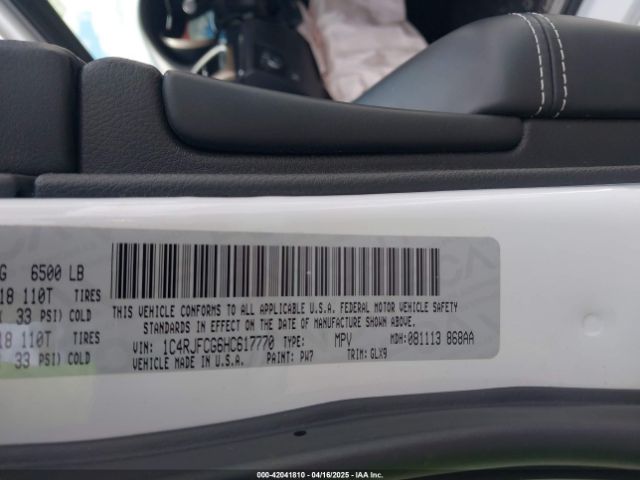 G 6500 LB
18 110T TIRES
33 PSI) COLD
18 110T TIRES
33 PSI) COLD
THIS VEHICLE CONFORMS TO ALL APPLICABLE U.S.A. FEDERAL MOTOR VEHICLE SAFETY
STANDARDS IN EFFECT ON THE DATE OF MANUFACTURE SHOWN ABOVE.
VIN: 1C4RJFCG6HC617770 TYPE: MPV MDH: 081113 868AA
VEHICLE MADE IN U.S.A. PAINT: PW7 TRIM: GLX9
000-42041810 - 04/16/2025 - IAA Inc.